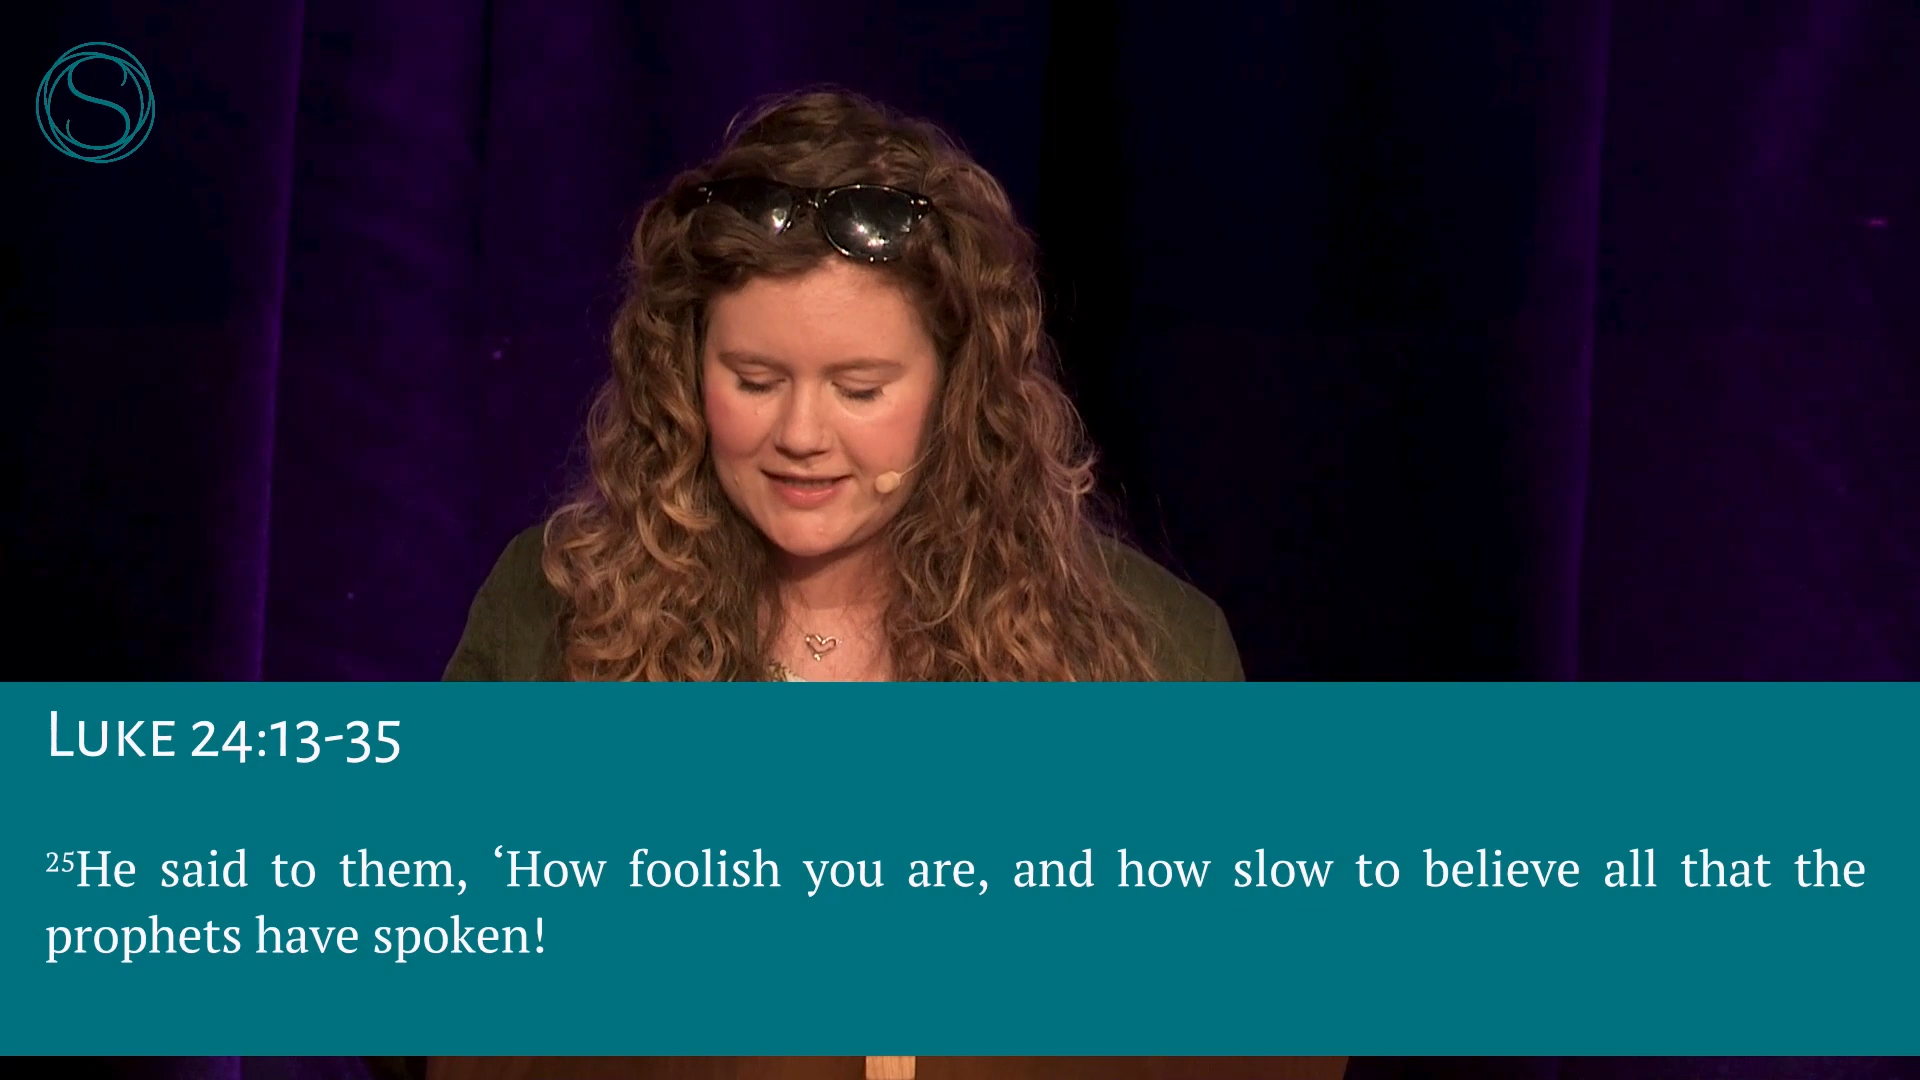 S
LUKE 24:13-35
25He said to them, ‘How foolish you are, and how slow to believe all that the
prophets have spoken!